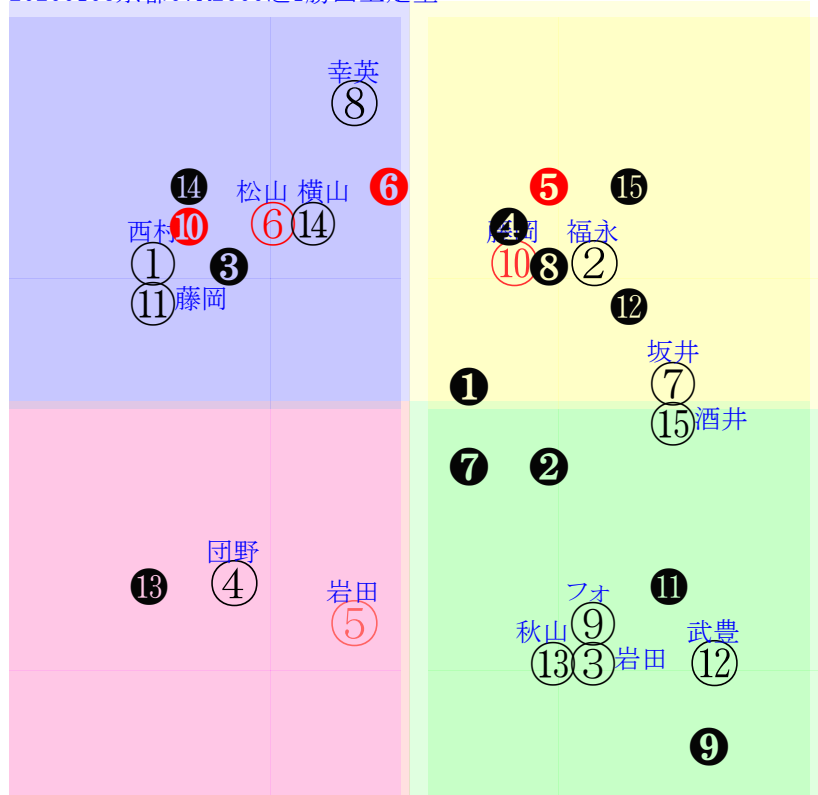 幸英
⑧
⓮ 松山 横山 ❻ ❺ ⓯
西村 ❿ ⑥ ⑭ ❹ 福永
① ❸ ⑩ ❽ ②
⑪ 藤岡 ⓬
坂井
❶ ⑦
⑮ 酒井
❼ ❷
団野
⓭ ④ 岩田 フォ ⓫
⑤ 秋山 ⑨ 武豊
⑬ ③ 岩田 ⑫
❾